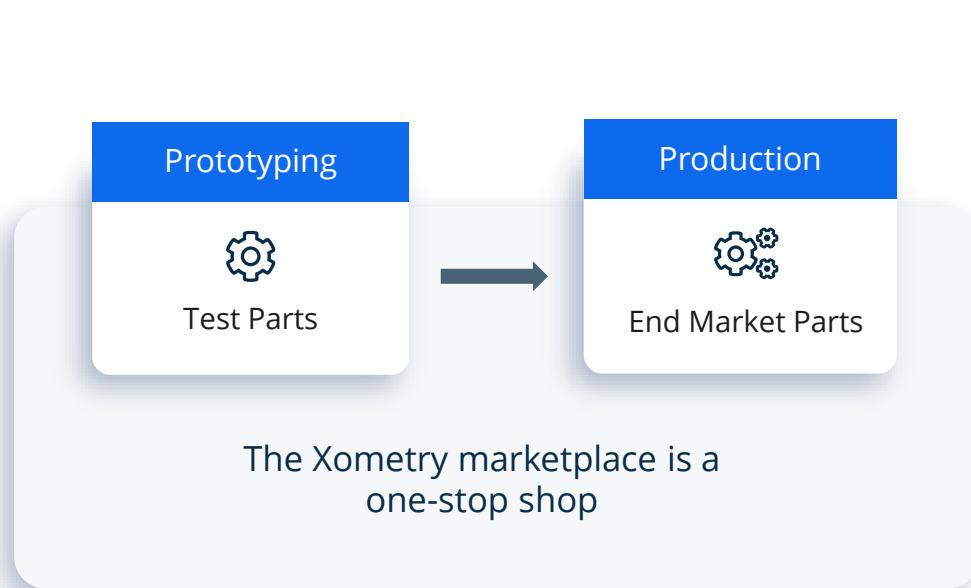 Prototyping
Production
Test Parts
End Market Parts
The Xometry marketplace is a
one-stop shop